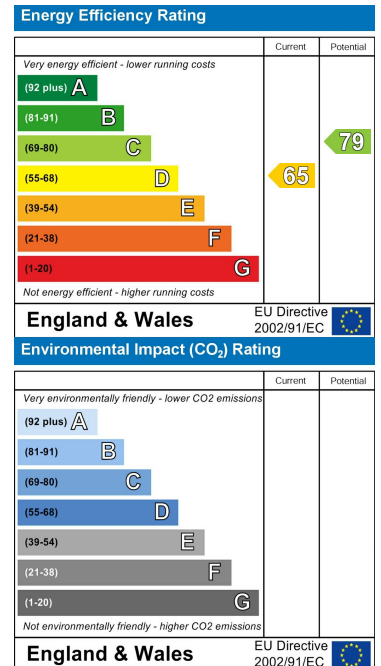 Energy Efficiency Rating
Current Potential
Very energy efficient - lower running costs
(92 plus) A
(81-91) B
(69-80) C
79
(55-68) D
65
(39-54) E
(21-38) F
(1-20) G
Not energy efficient - higher running costs
England & Wales
EU Directive
2002/91/EC
Environmental Impact (CO₂) Rating
Current Potential
Very environmentally friendly - lower CO2 emissions
(92 plus) A
(81-91) B
(69-80) C
(55-68) D
(39-54) E
(21-38) F
(1-20) G
Not environmentally friendly - higher CO2 emissions
England & Wales
EU Directive
2002/91/EC